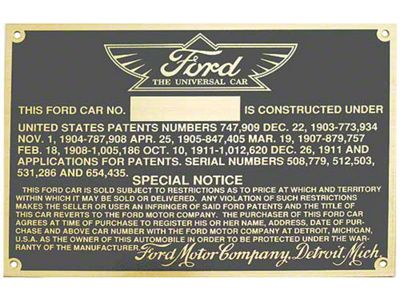 Ford
THE UNIVERSAL CAR
THIS FORD CAR NO. IS CONSTRUCTED UNDER
UNITED STATES PATENTS NUMBERS 747,909 DEC. 22, 1903-773,934
NOV. 1, 1904-787,908 APR. 25, 1905-847,405 MAR. 19, 1907-879,757
FEB. 18, 1908-1,005,186 OCT. 10, 1911-1,012,620 DEC. 26, 1911 AND
APPLICATIONS FOR PATENTS. SERIAL NUMBERS 508,779, 512,503,
531,286 AND 654,435.
SPECIAL NOTICE
THIS FORD CAR IS SOLD SUBJECT TO RESTRICTIONS AS TO PRICE AT WHICH AND TERRITORY
WITHIN WHICH IT MAY BE SOLD OR DELIVERED. ANY VIOLATION OF SUCH RESTRICTIONS
MAKES THE SELLER OR USER AN INFRINGER OF SAID FORD PATENTS AND THE TITLE OF
THIS CAR REVERTS TO THE FORD MOTOR COMPANY. THE PURCHASER OF THIS FORD CAR
AGREES AT TIME OF PURCHASE TO REGISTER HIS OR HER NAME, ADDRESS, DATE OF PUR-
CHASE AND ABOVE CAR NUMBER WITH THE FORD MOTOR COMPANY AT DETROIT, MICHIGAN,
U.S.A. AS THE OWNER OF THIS AUTOMOBILE IN ORDER TO BE PROTECTED UNDER THE WAR-
RANTY OF THE MANUFACTURER. Ford Motor Company, Detroit, Mich.